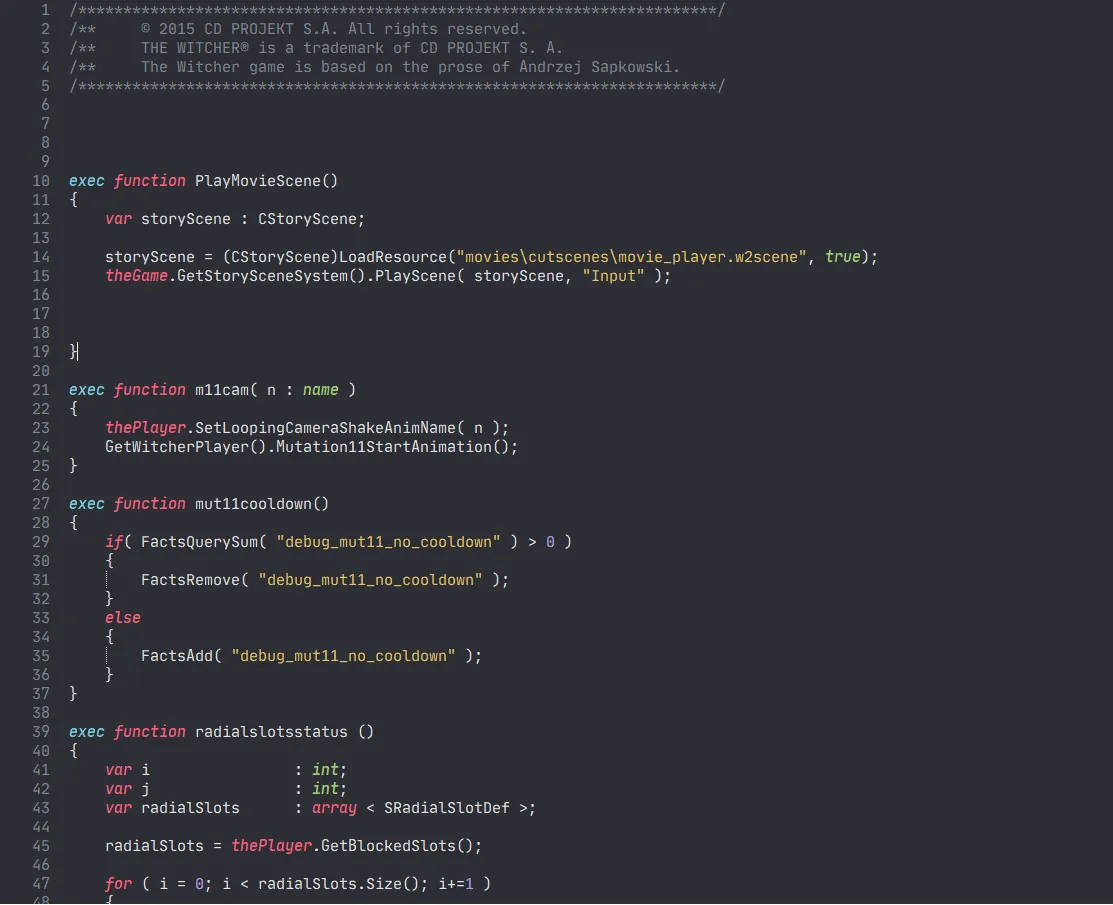 1 /***********************************************************************/
2 /** © 2015 CD PROJEKT S.A. All rights reserved.
3 /** THE WITCHER® is a trademark of CD PROJEKT S. A.
4 /** The Witcher game is based on the prose of Andrzej Sapkowski.
5 /***********************************************************************/
6
7
8
9
10 exec function PlayMovieScene()
11 {
12     var storyScene : CStoryScene;
13
14     storyScene = (CStoryScene)LoadResource("movies\cutscenes\movie_player.w2scene", true);
15     theGame.GetStorySceneSystem().PlayScene( storyScene, "Input" );
16
17
18
19 }
20
21 exec function m11cam( n : name )
22 {
23     thePlayer.SetLoopingCameraShakeAnimName( n );
24     GetWitcherPlayer().Mutation11StartAnimation();
25 }
26
27 exec function mut11cooldown()
28 {
29     if( FactsQuerySum( "debug_mut11_no_cooldown" ) > 0 )
30     {
31         FactsRemove( "debug_mut11_no_cooldown" );
32     }
33     else
34     {
35         FactsAdd( "debug_mut11_no_cooldown" );
36     }
37 }
38
39 exec function radialslotsstatus ()
40 {
41     var i                : int;
42     var j                : int;
43     var radialSlots      : array < SRadialSlotDef >;
44
45     radialSlots = thePlayer.GetBlockedSlots();
46
47     for ( i = 0; i < radialSlots.Size(); i+=1 )
48     {